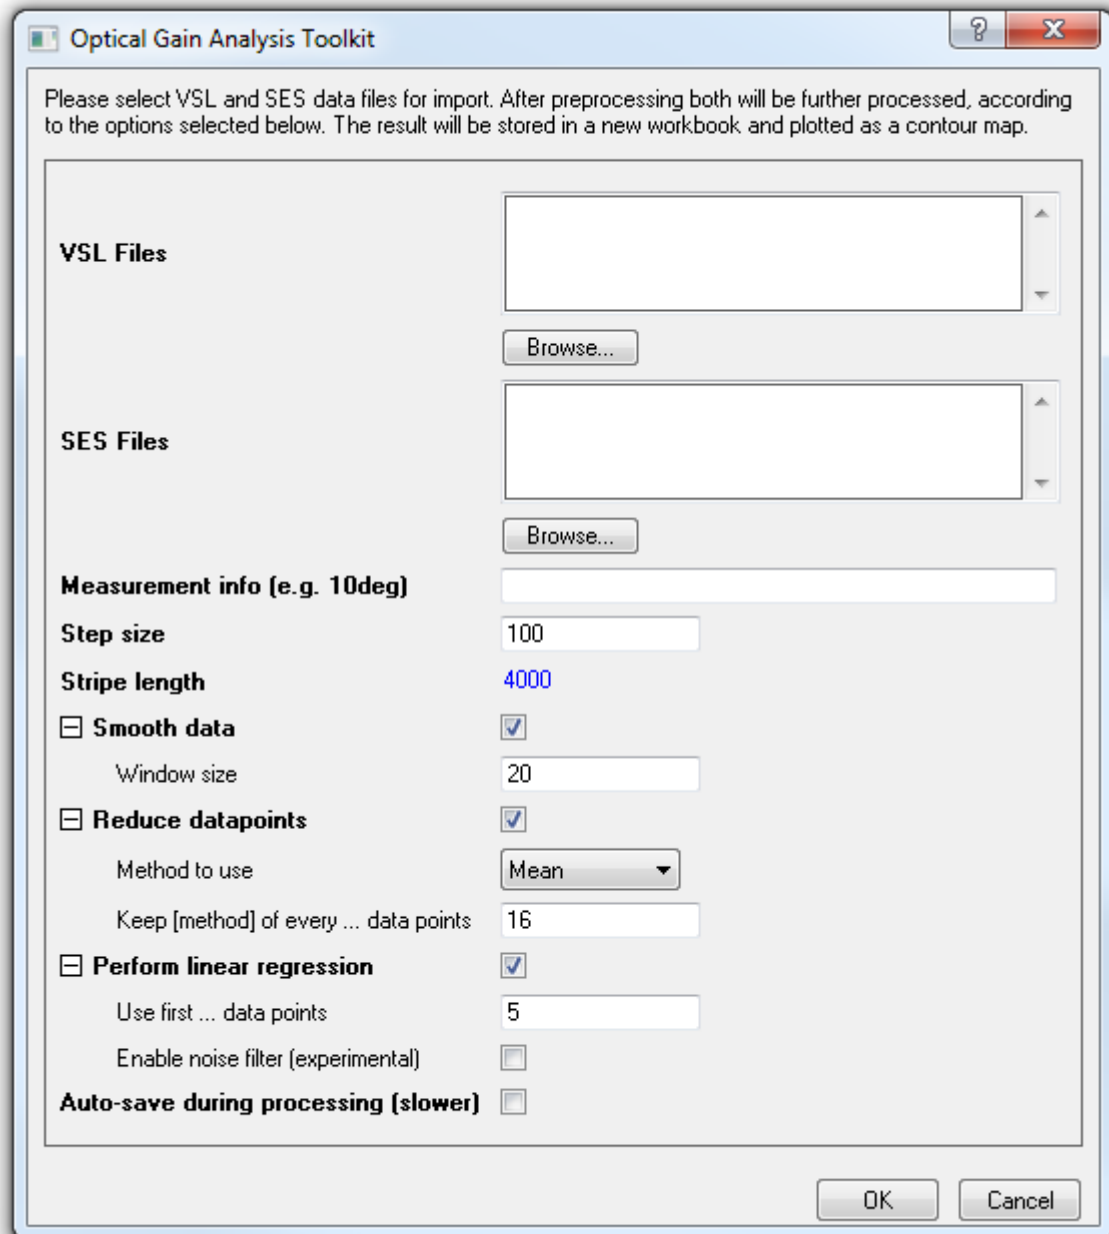 Optical Gain Analysis Toolkit
Please select VSL and SES data files for import. After preprocessing both will be further processed, according
to the options selected below. The result will be stored in a new workbook and plotted as a contour map.
VSL Files
Browse...
SES Files
Browse...
Measurement info (e.g. 10deg)
Step size 100
Stripe length 4000
Smooth data
Window size 20
Reduce datapoints
Method to use Mean
Keep [method] of every ... data points 16
Perform linear regression
Use first ... data points 5
Enable noise filter (experimental)
Auto-save during processing (slower)
OK Cancel